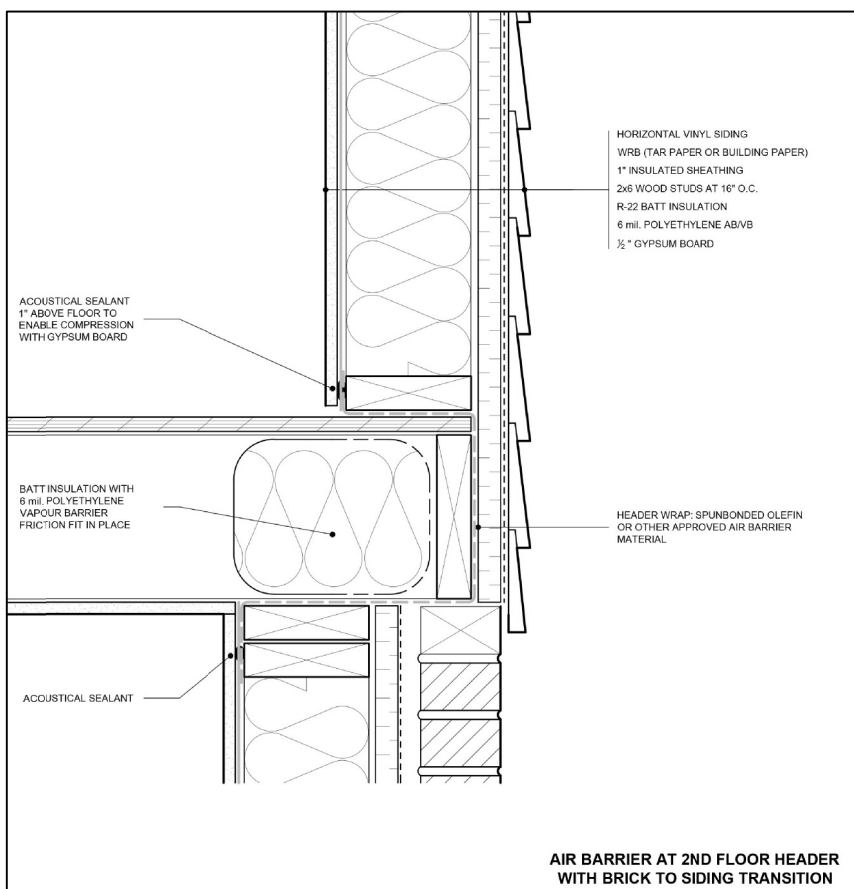 HORIZONTAL VINYL SIDING
WRB (TAR PAPER OR BUILDING PAPER)
1" INSULATED SHEATHING
2x6 WOOD STUDS AT 16" O.C.
R-22 BATT INSULATION
6 mil. POLYETHYLENE AB/VB
½ " GYPSUM BOARD
ACOUSTICAL SEALANT
1" ABOVE FLOOR TO
ENABLE COMPRESSION
WITH GYPSUM BOARD
BATT INSULATION WITH
6 mil. POLYETHYLENE
VAPOUR BARRIER
FRICTION FIT IN PLACE
HEADER WRAP: SPUNBONDED OLEFIN
OR OTHER APPROVED AIR BARRIER
MATERIAL
ACOUSTICAL SEALANT
AIR BARRIER AT 2ND FLOOR HEADER
WITH BRICK TO SIDING TRANSITION